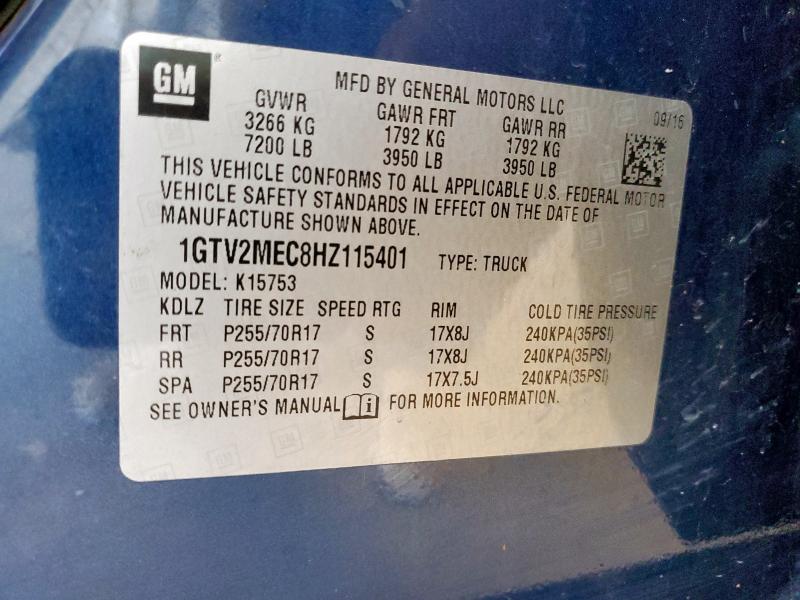 GM
MFD BY GENERAL MOTORS LLC
09/16
GVWR GAWR FRT GAWR RR
3266 KG 1792 KG 1792 KG
7200 LB 3950 LB 3950 LB
THIS VEHICLE CONFORMS TO ALL APPLICABLE U.S. FEDERAL MOTOR
VEHICLE SAFETY STANDARDS IN EFFECT ON THE DATE OF
MANUFACTURE SHOWN ABOVE.
1GTV2MEC8HZ115401 TYPE: TRUCK
MODEL: K15753
KDLZ TIRE SIZE SPEED RTG RIM COLD TIRE PRESSURE
FRT P255/70R17 S 17X8J 240KPA(35PSI)
RR P255/70R17 S 17X8J 240KPA(35PSI)
SPA P255/70R17 S 17X7.5J 240KPA(35PSI)
SEE OWNER'S MANUAL i FOR MORE INFORMATION.